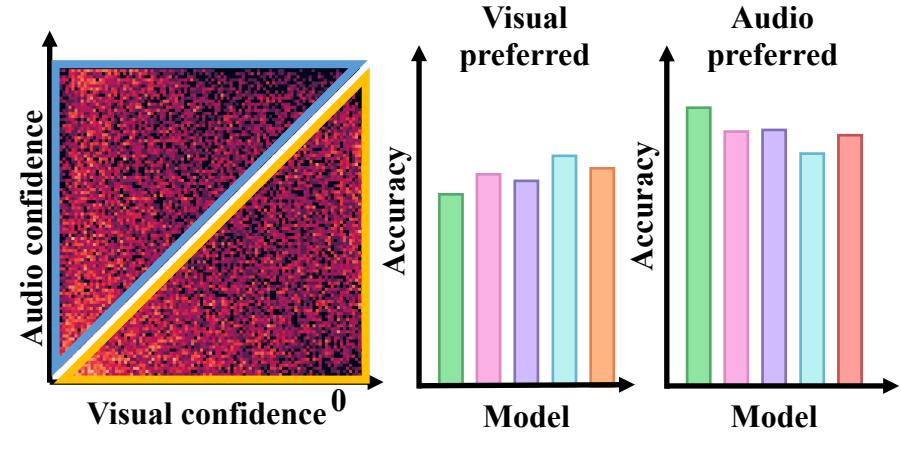 Audio confidence
Visual confidence
0
Visual
preferred
Accuracy
Model
Audio
preferred
Accuracy
Model